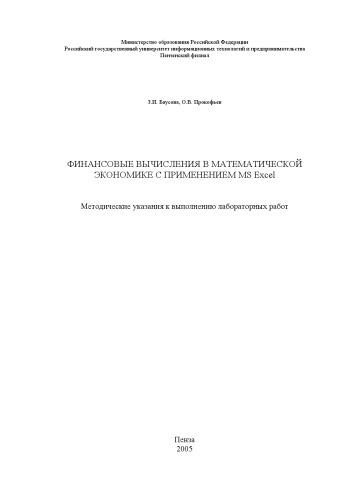 Министерство образования Российской Федерации
Российский государственный университет информационных технологий и предпринимательства
Пензенский филиал
З.И. Баусова, О.В. Прокофьев
ФИНАНСОВЫЕ ВЫЧИСЛЕНИЯ В МАТЕМАТИЧЕСКОЙ
ЭКОНОМИКЕ С ПРИМЕНЕНИЕМ MS Excel
Методические указания к выполнению лабораторных работ
Пенза
2005